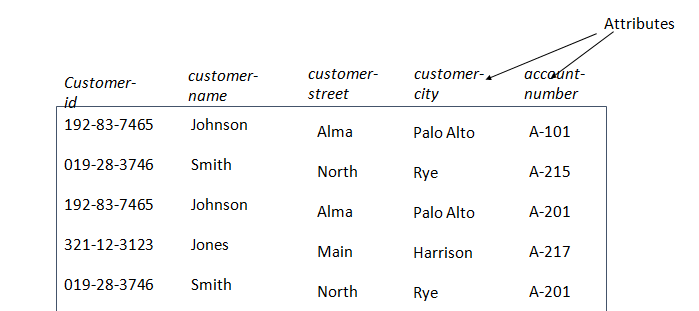 Attributes
Customer-
id
customer-
name
customer-
street
customer-
city
account-
number
192-83-7465 Johnson Alma Palo Alto A-101
019-28-3746 Smith North Rye A-215
192-83-7465 Johnson Alma Palo Alto A-201
321-12-3123 Jones Main Harrison A-217
019-28-3746 Smith North Rye A-201